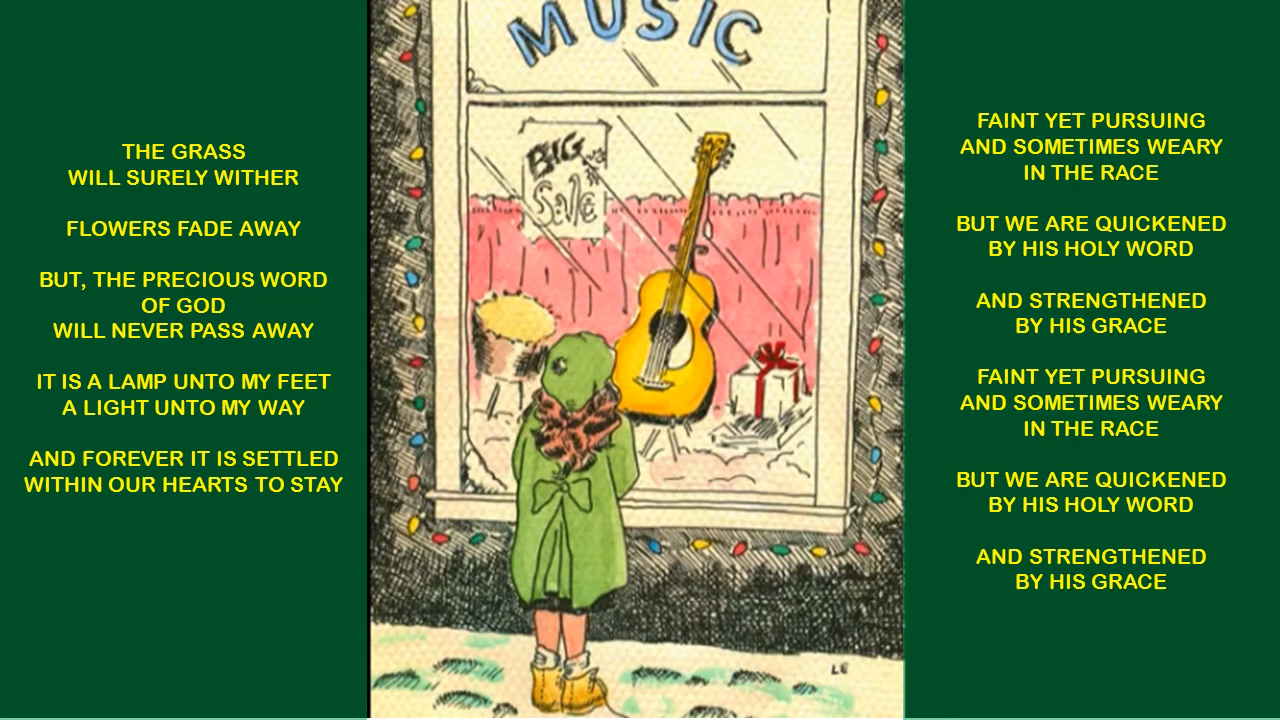 THE GRASS
WILL SURELY WITHER
FLOWERS FADE AWAY
BUT, THE PRECIOUS WORD
OF GOD
WILL NEVER PASS AWAY
IT IS A LAMP UNTO MY FEET
A LIGHT UNTO MY WAY
AND FOREVER IT IS SETTLED
WITHIN OUR HEARTS TO STAY
MUSIC
BIG
Sale
LE
FAINT YET PURSUING
AND SOMETIMES WEARY
IN THE RACE
BUT WE ARE QUICKENED
BY HIS HOLY WORD
AND STRENGTHENED
BY HIS GRACE
FAINT YET PURSUING
AND SOMETIMES WEARY
IN THE RACE
BUT WE ARE QUICKENED
BY HIS HOLY WORD
AND STRENGTHENED
BY HIS GRACE